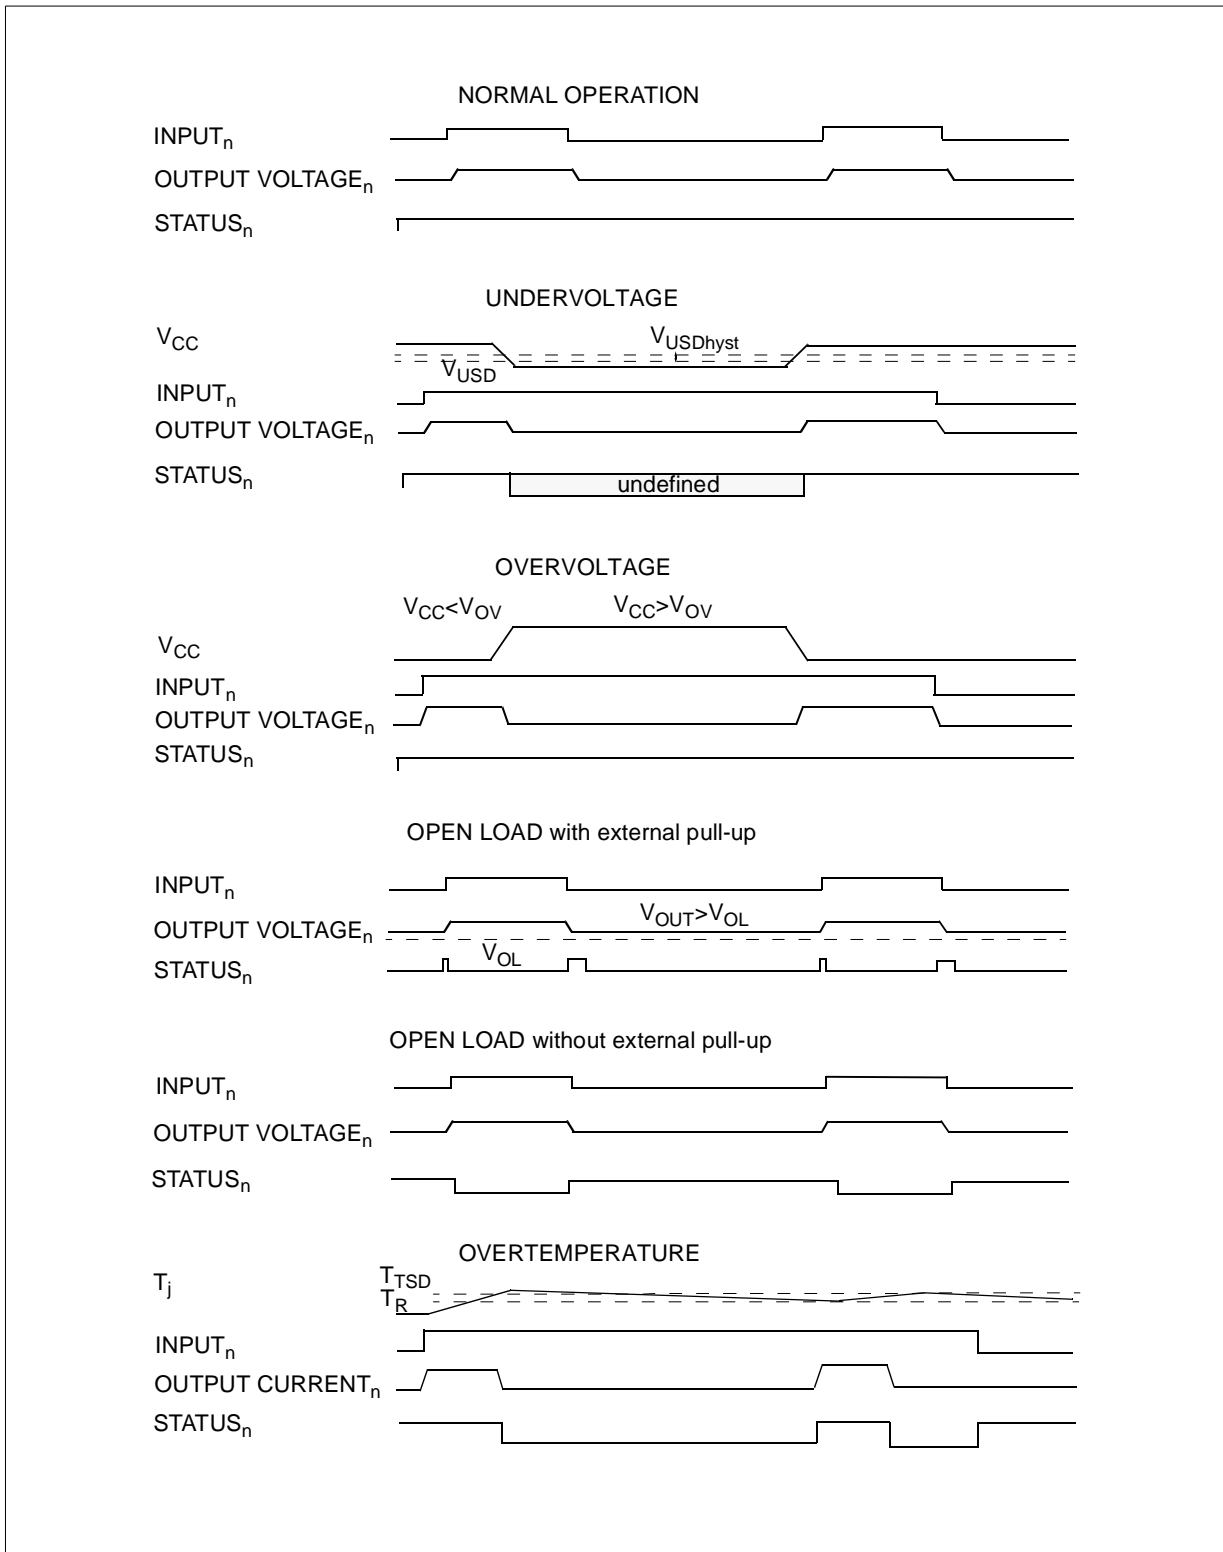 NORMAL OPERATION
INPUTn
OUTPUT VOLTAGEn
STATUSn
UNDERVOLTAGE
VCC
VUSDhyst
VUSD
INPUTn
OUTPUT VOLTAGEn
STATUSn
undefined
OVERVOLTAGE
VCC<VOV
VCC>VOV
VCC
INPUTn
OUTPUT VOLTAGEn
STATUSn
OPEN LOAD with external pull-up
INPUTn
OUTPUT VOLTAGEn
VOUT>VOL
VOL
STATUSn
OPEN LOAD without external pull-up
INPUTn
OUTPUT VOLTAGEn
STATUSn
OVERTEMPERATURE
Tj
TTSD
TR
INPUTn
OUTPUT CURRENTn
STATUSn